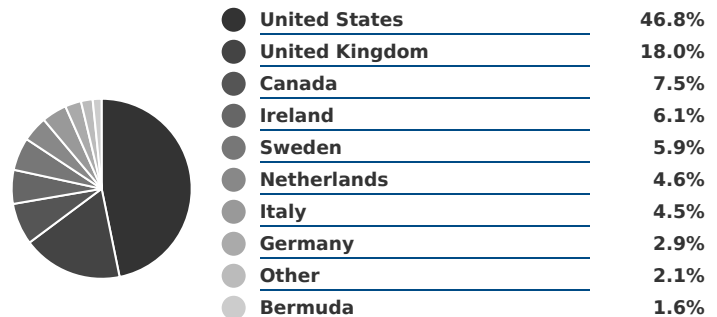 United States 46.8%
United Kingdom 18.0%
Canada 7.5%
Ireland 6.1%
Sweden 5.9%
Netherlands 4.6%
Italy 4.5%
Germany 2.9%
Other 2.1%
Bermuda 1.6%